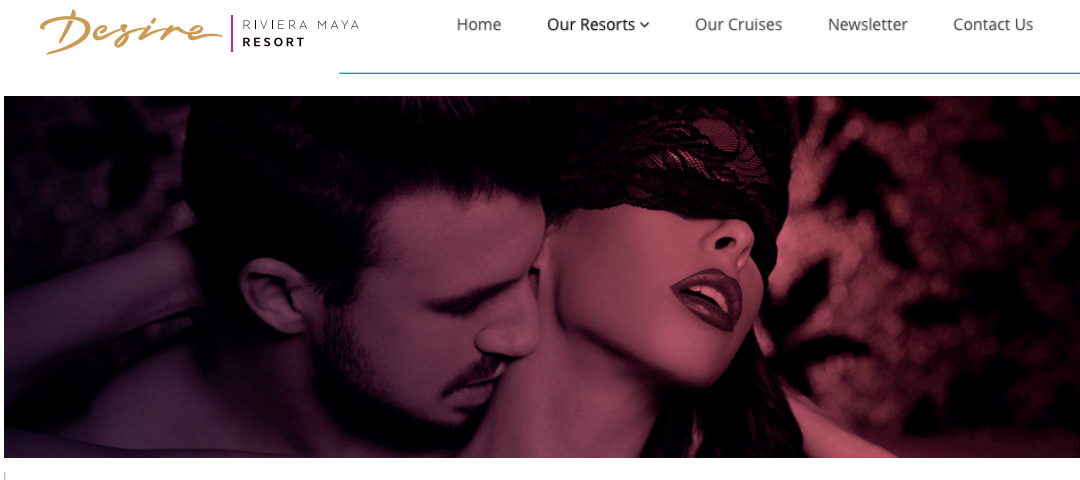 Desire RIVIERA MAYA
RESORT
Home Our Resorts Our Cruises Newsletter Contact Us